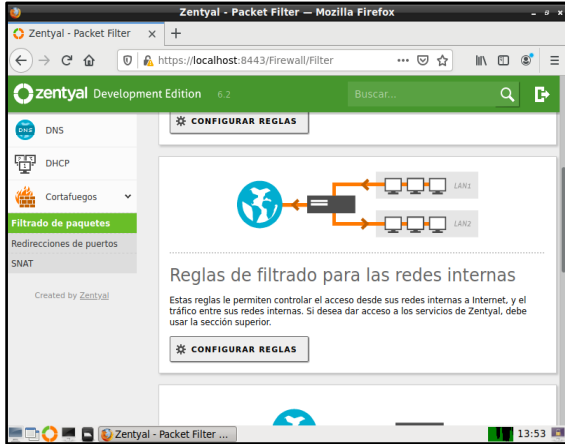 Zentyal - Packet Filter — Mozilla Firefox
Zentyal - Packet Filter
https://localhost:8443/Firewall/Filter
zentyal Development Edition 6.2
Buscar...
CONFIGURAR REGLAS
DNS
DNS
DHCP
Cortafuegos
Filtrado de paquetes
Redirecciones de puertos
SNAT
Created by Zentyal
LAN1
LAN2
Reglas de filtrado para las redes internas
Estas reglas le permiten controlar el acceso desde sus redes internas a Internet, y el
tráfico entre sus redes internas. Si desea dar acceso a los servicios de Zentyal, debe
usar la sección superior.
CONFIGURAR REGLAS
Zentyal - Packet Filter ...
13:53